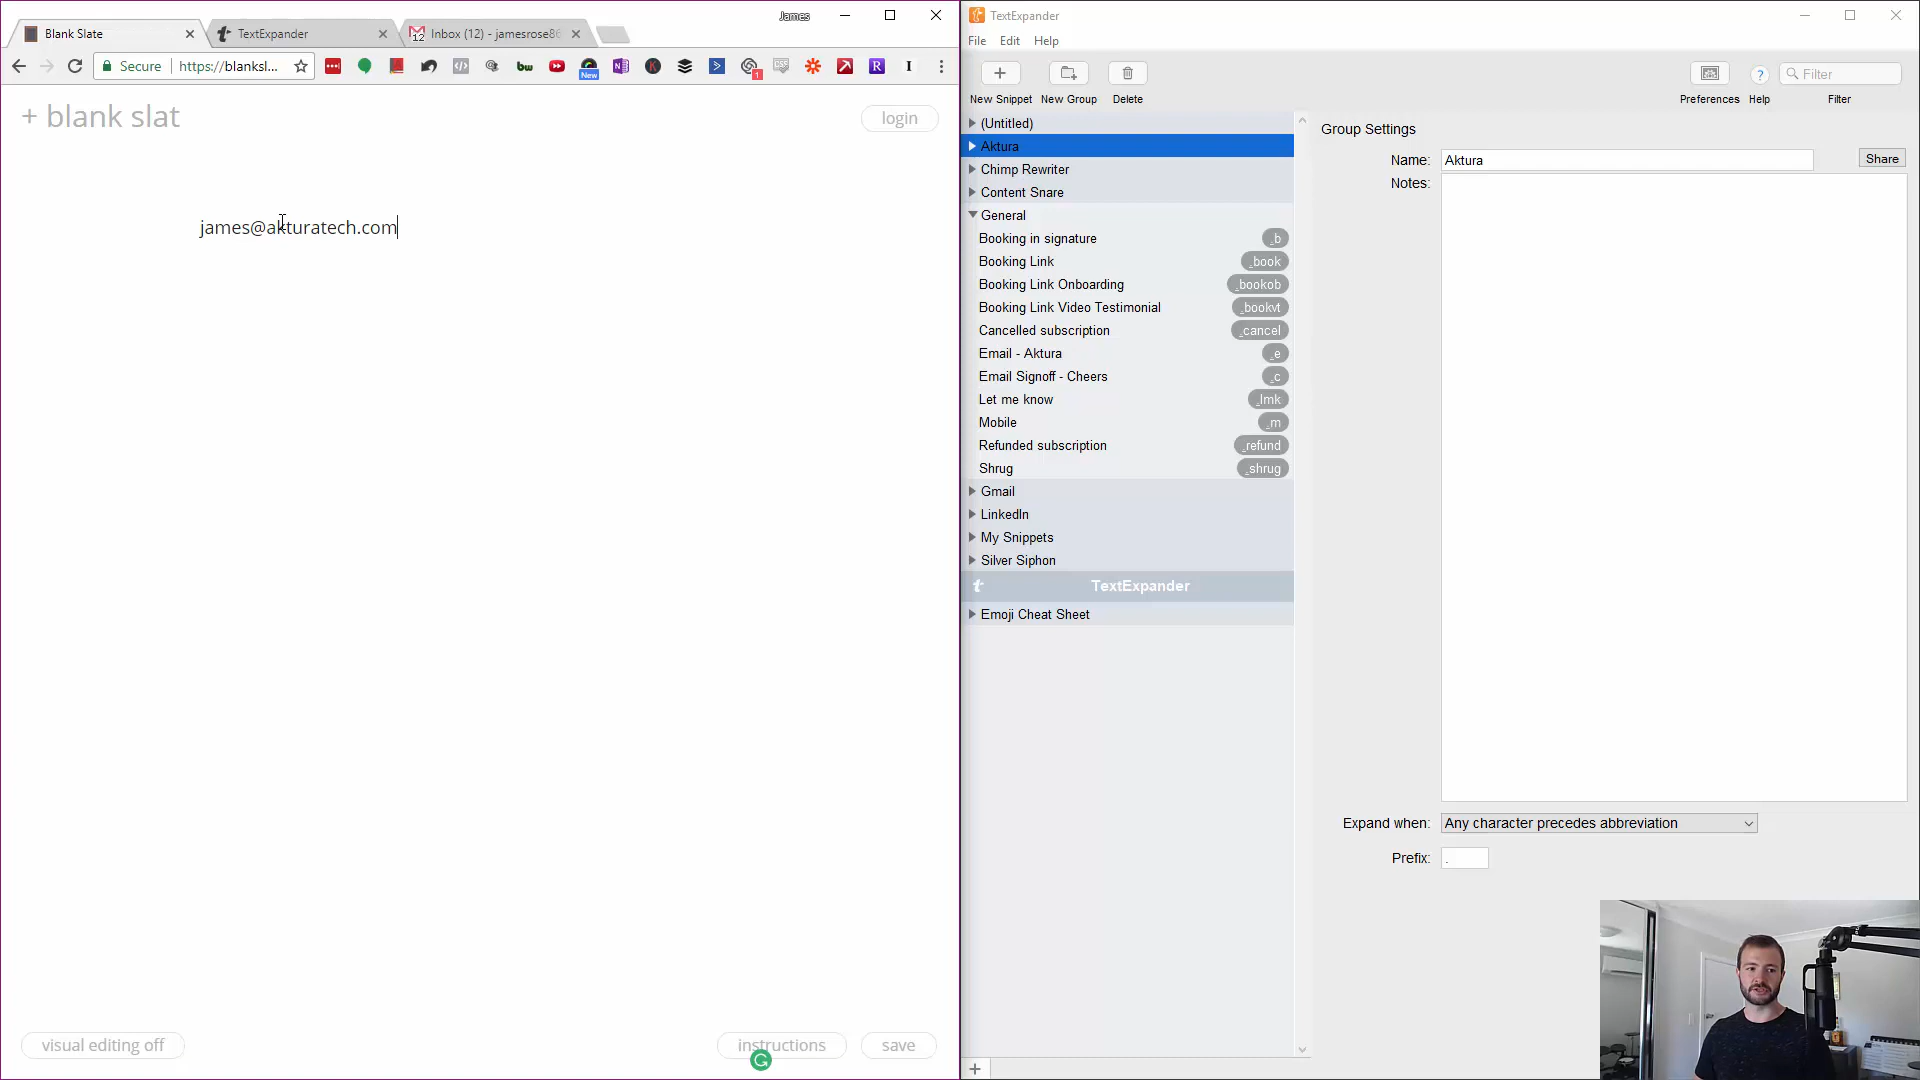 James
Blank Slate
TextExpander
Inbox (12) - jamesrose86
Secure
https://blanksl...
New
1
+ blank slat
login
james@akturatech.com
visual editing off
instructions
save
TextExpander
File Edit Help
New Snippet New Group Delete
Preferences Help Filter
Filter
(Untitled)
Aktura
Chimp Rewriter
Content Snare
General
Booking in signature _b
Booking Link _book
Booking Link Onboarding _bookob
Booking Link Video Testimonial _bookvt
Cancelled subscription _cancel
Email - Aktura _e
Email Signoff - Cheers _c
Let me know _lmk
Mobile _m
Refunded subscription _refund
Shrug _shrug
Gmail
LinkedIn
My Snippets
Silver Siphon
TextExpander
Emoji Cheat Sheet
Group Settings
Name: Aktura
Share
Notes:
Expand when: Any character precedes abbreviation
Prefix: .